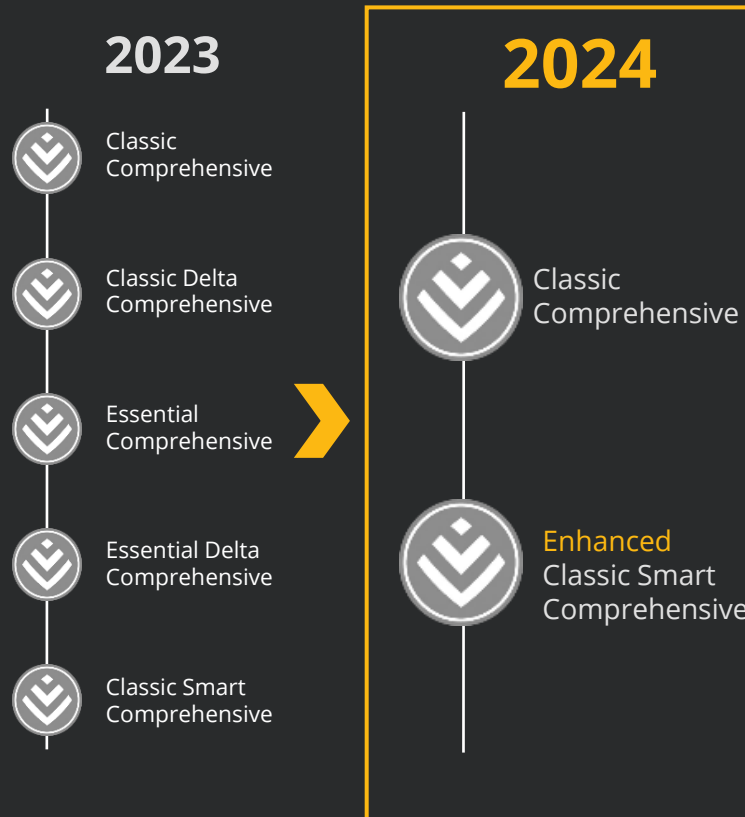 2023
Classic
Comprehensive
Classic Delta
Comprehensive
Essential
Comprehensive
Essential Delta
Comprehensive
Classic Smart
Comprehensive
2024
Classic
Comprehensive
Enhanced
Classic Smart
Comprehensive